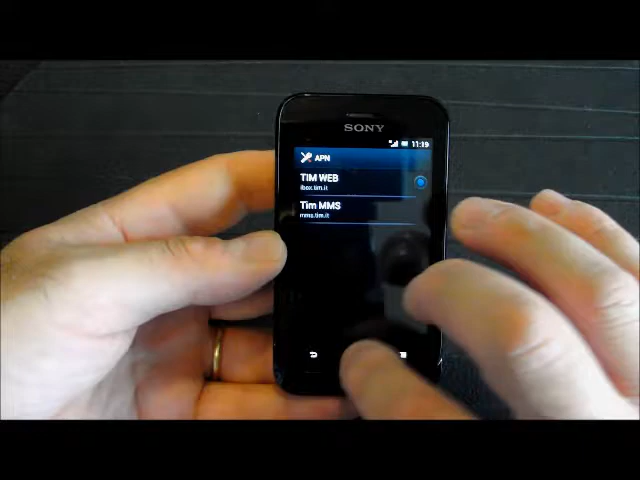 SONY
11:19
APN
TIM WEB
ibox.tim.it
Tim MMS
mms.tim.it